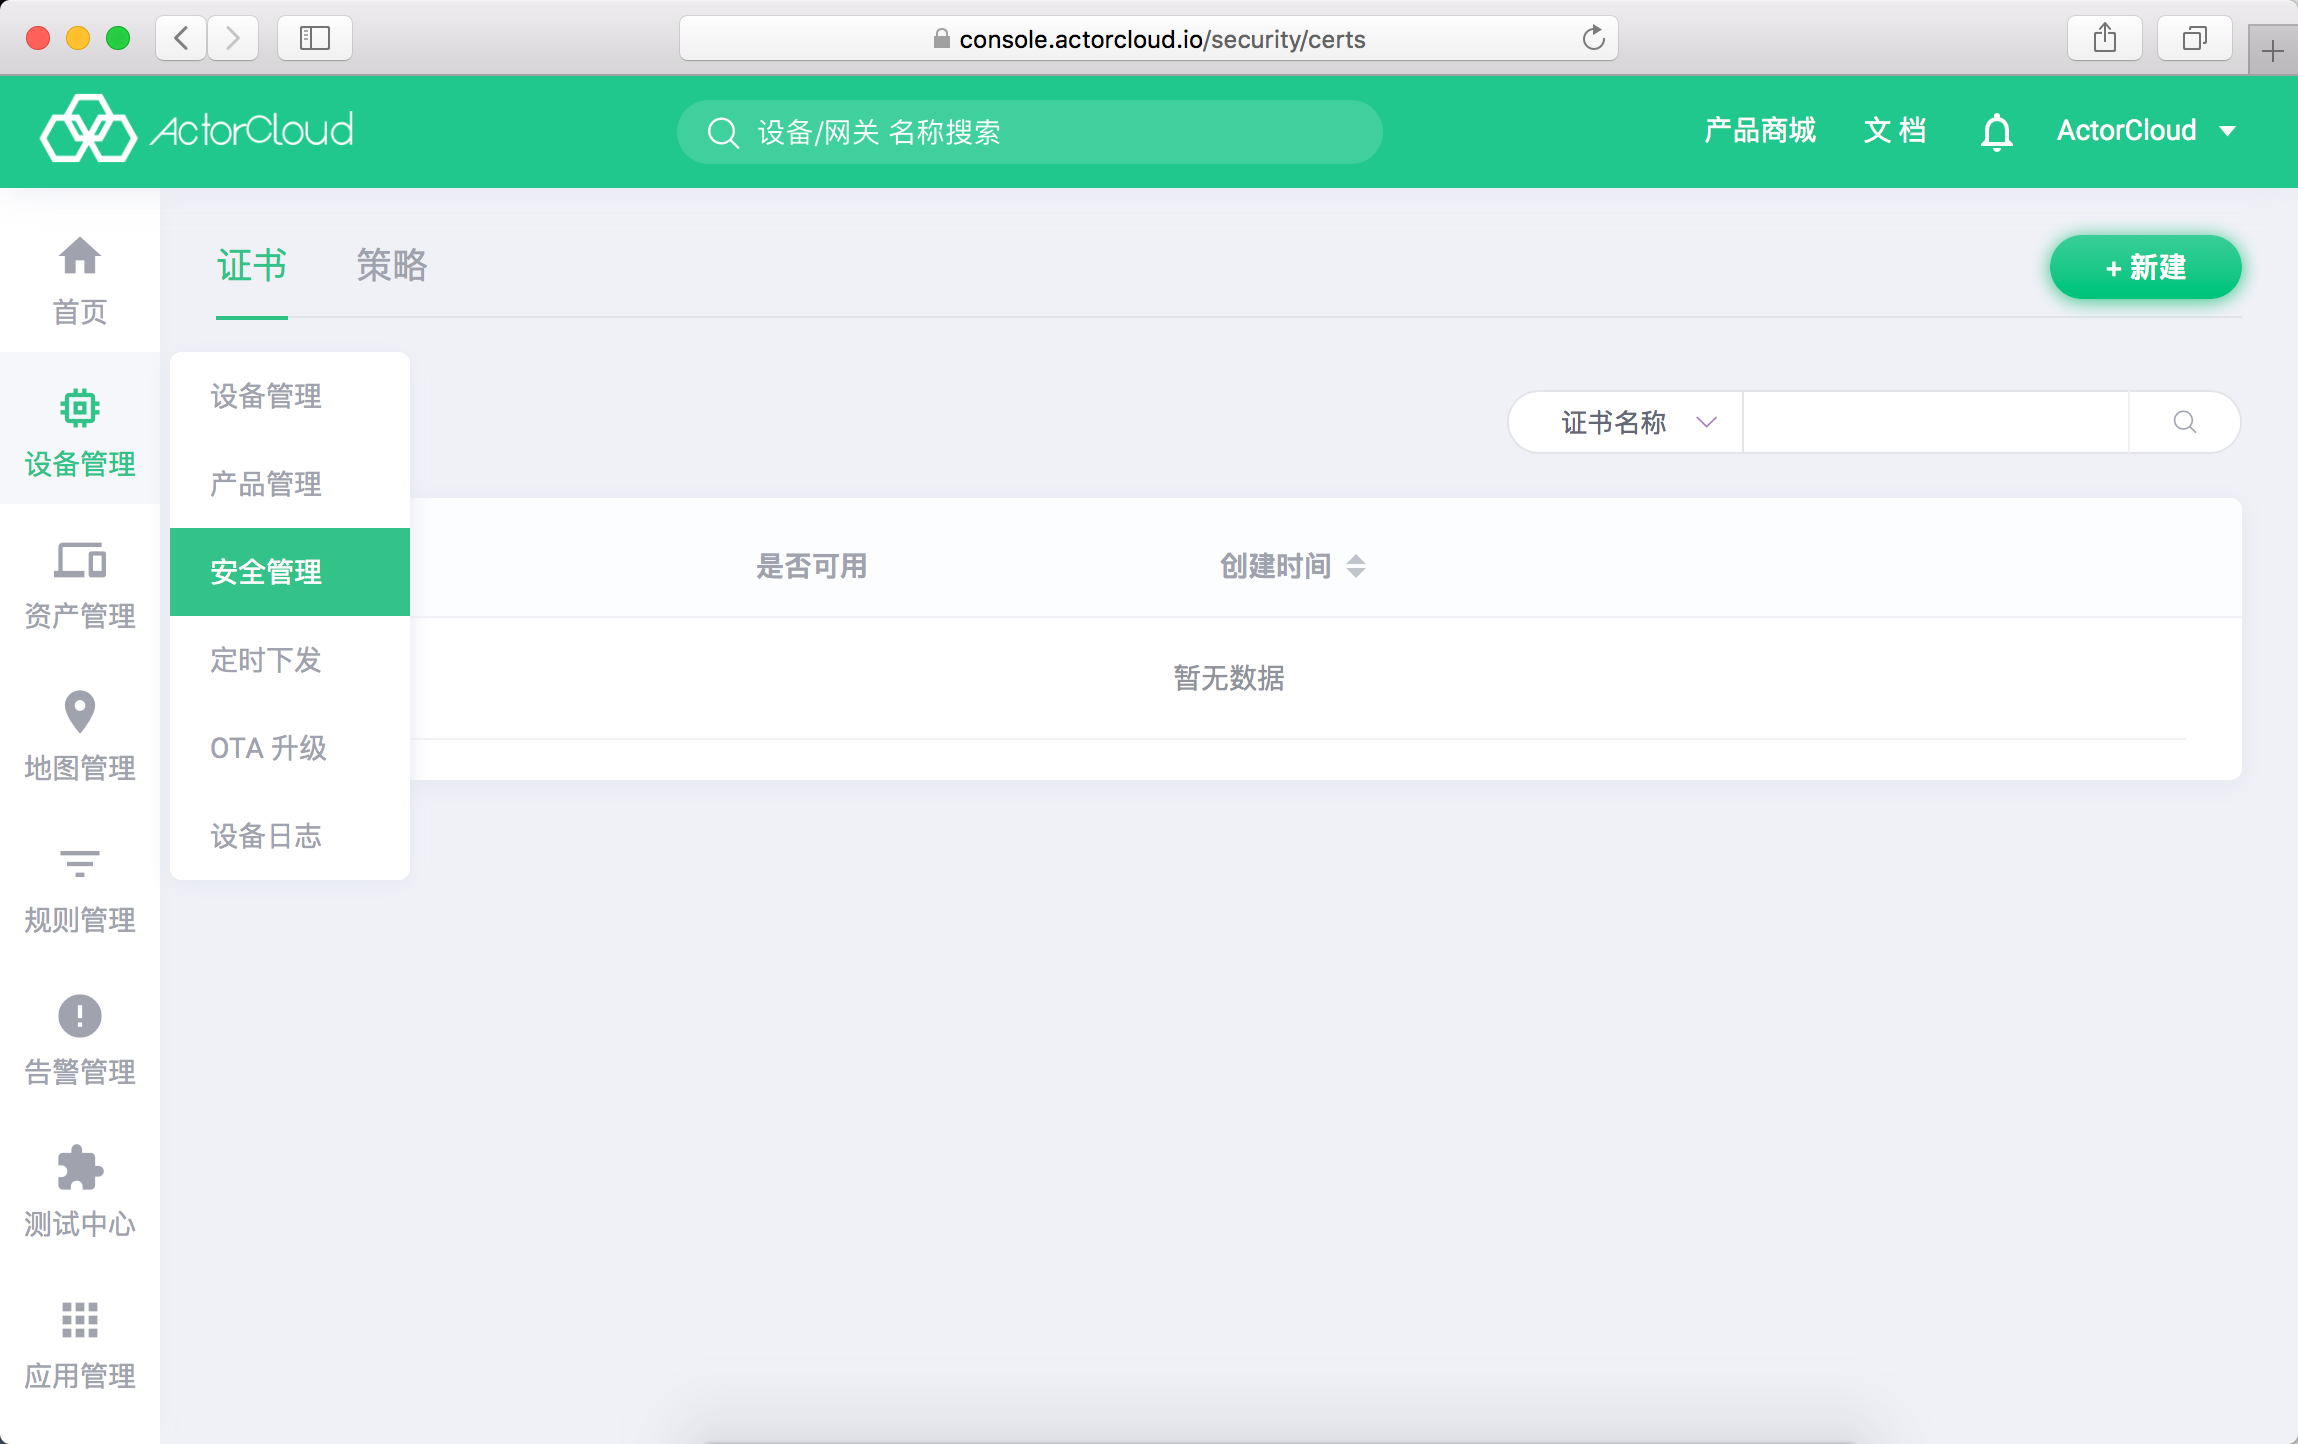 console.actorcloud.io/security/certs
ActorCloud
设备/网关 名称搜索
产品商城
文 档
ActorCloud
首页
设备管理
资产管理
地图管理
规则管理
告警管理
测试中心
应用管理
证书
策略
+ 新建
设备管理
产品管理
安全管理
定时下发
OTA 升级
设备日志
证书名称
是否可用
创建时间
暂无数据